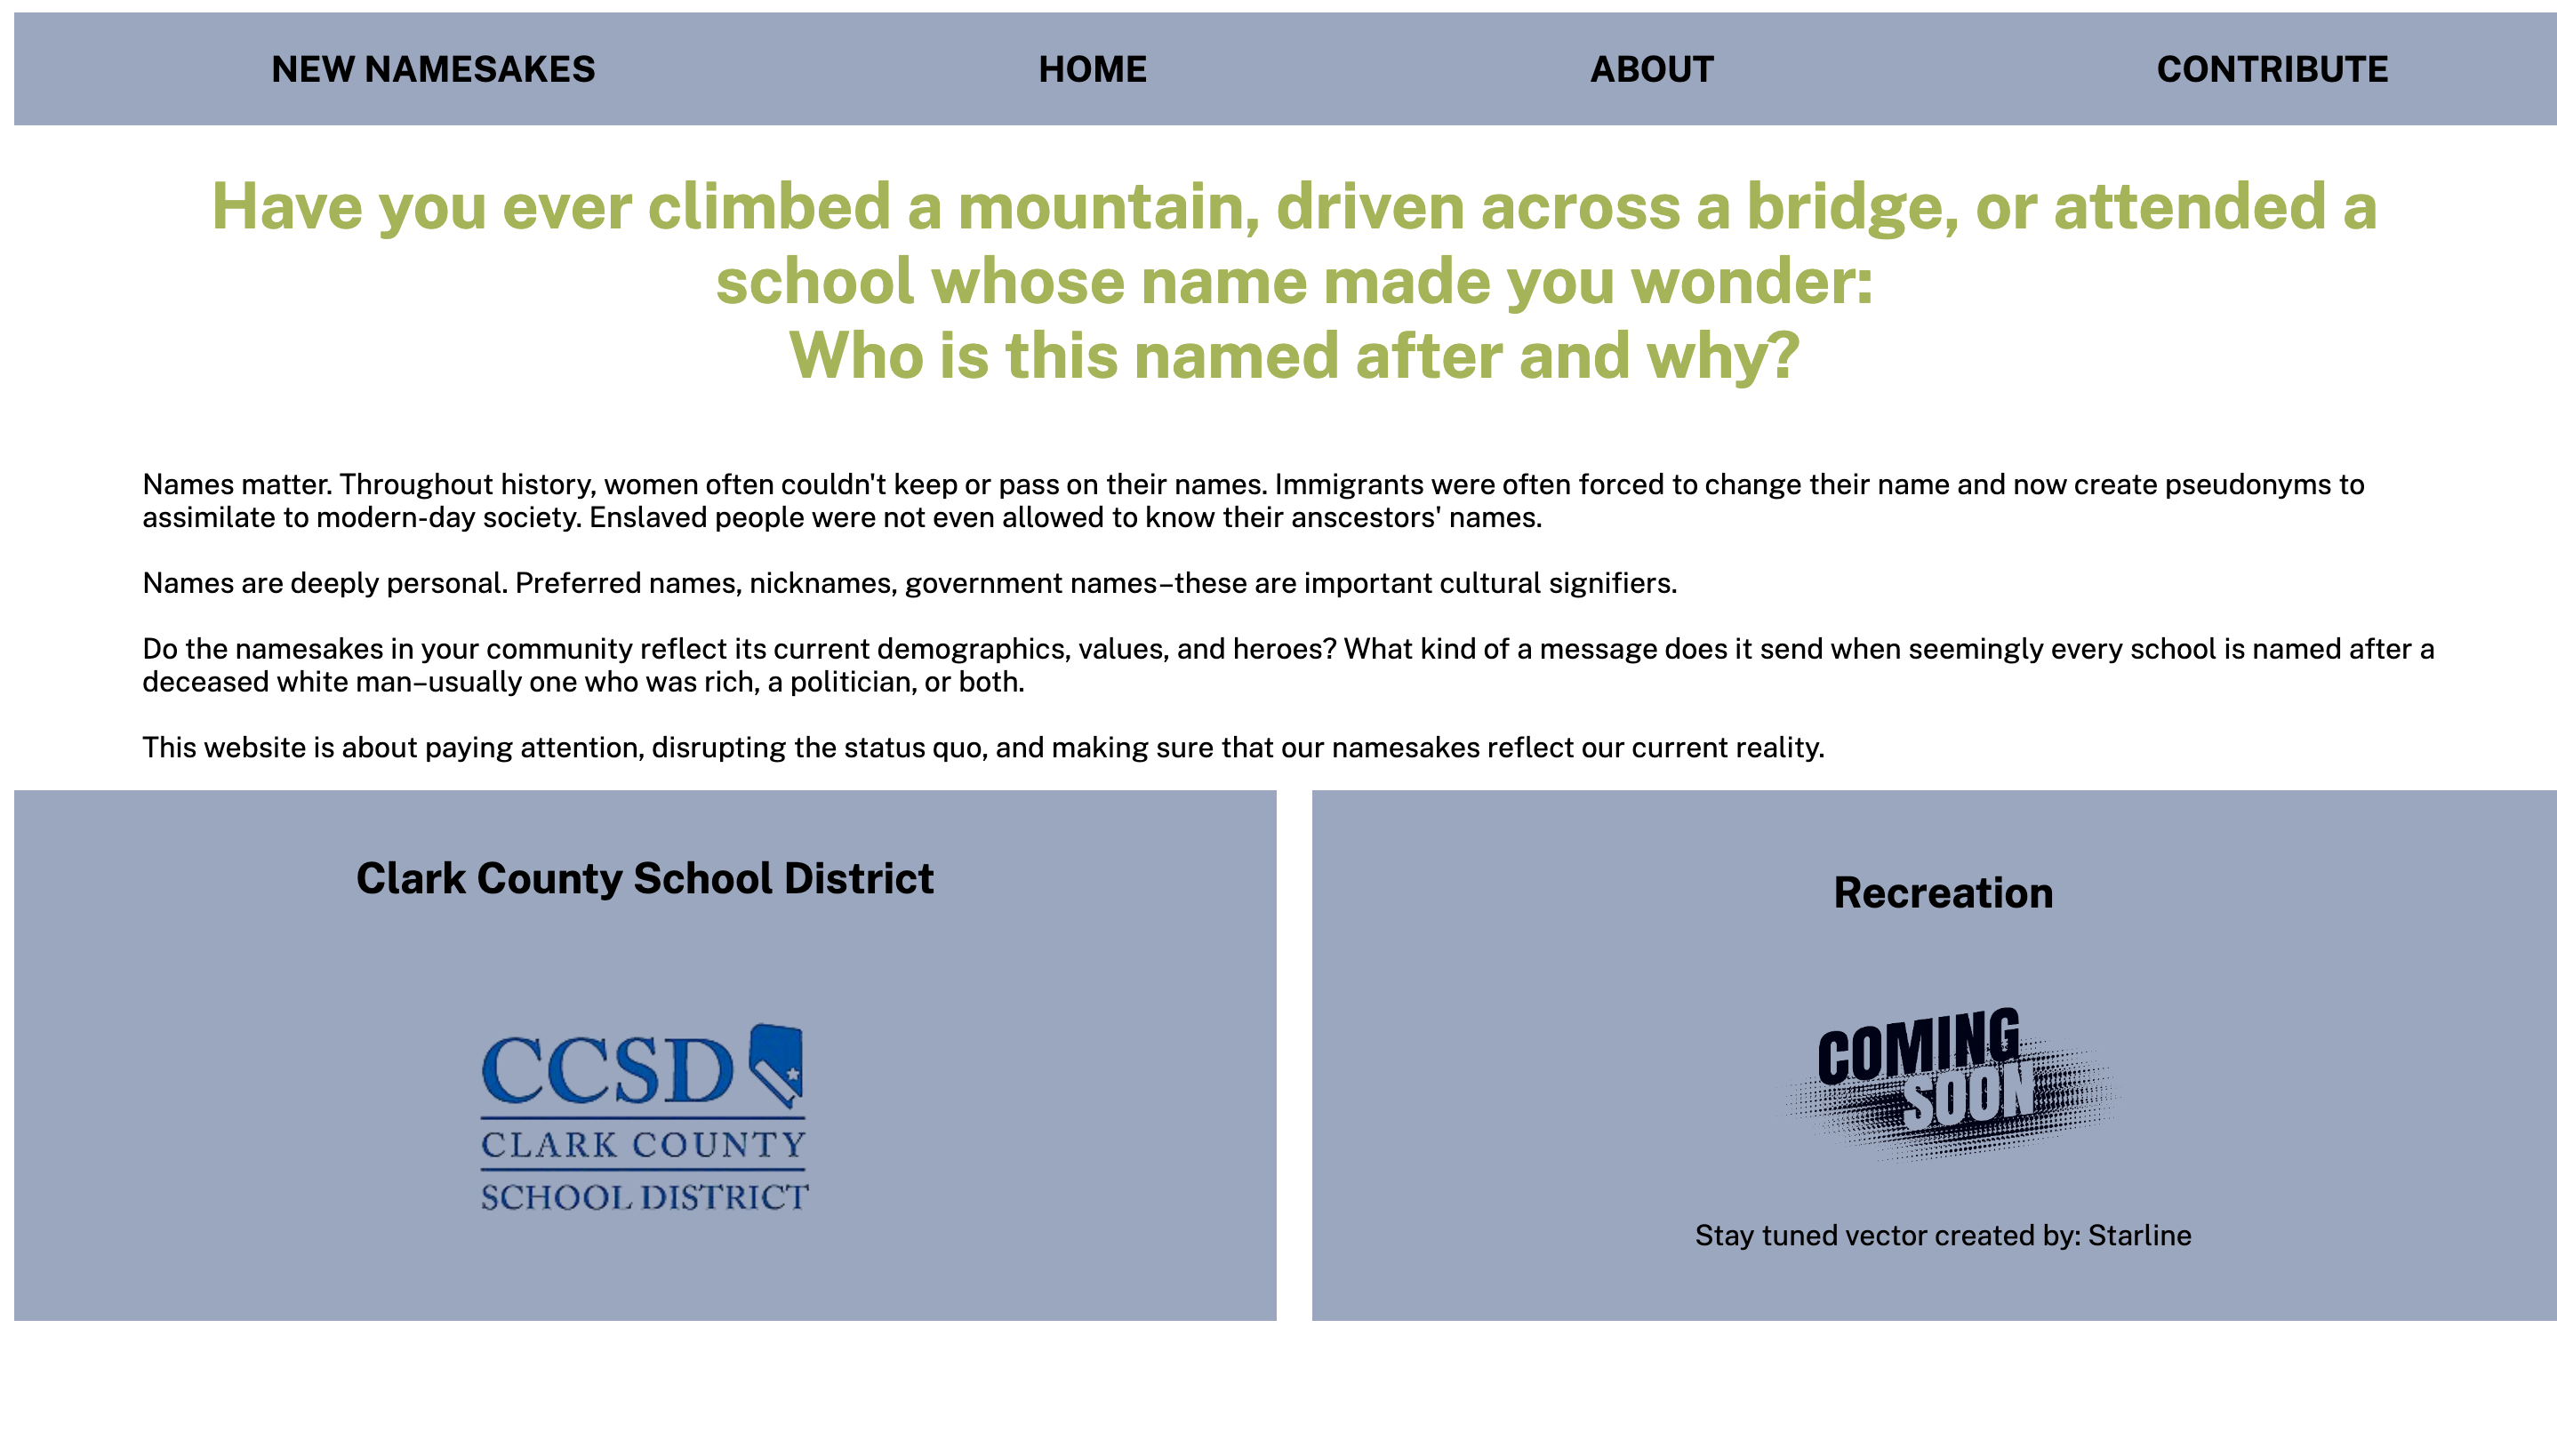 NEW NAMESAKES HOME ABOUT CONTRIBUTE
Have you ever climbed a mountain, driven across a bridge, or attended a
school whose name made you wonder:
Who is this named after and why?
Names matter. Throughout history, women often couldn't keep or pass on their names. Immigrants were often forced to change their name and now create pseudonyms to
assimilate to modern-day society. Enslaved people were not even allowed to know their anscestors' names.
Names are deeply personal. Preferred names, nicknames, government names–these are important cultural signifiers.
Do the namesakes in your community reflect its current demographics, values, and heroes? What kind of a message does it send when seemingly every school is named after a
deceased white man–usually one who was rich, a politician, or both.
This website is about paying attention, disrupting the status quo, and making sure that our namesakes reflect our current reality.
Clark County School District
CCSD
CLARK COUNTY
SCHOOL DISTRICT
Recreation
COMING
SOON
Stay tuned vector created by: Starline